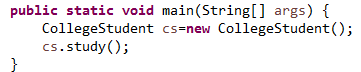 public static void main(String[] args) {
    CollegeStudent cs=new CollegeStudent();
    cs.study();
}